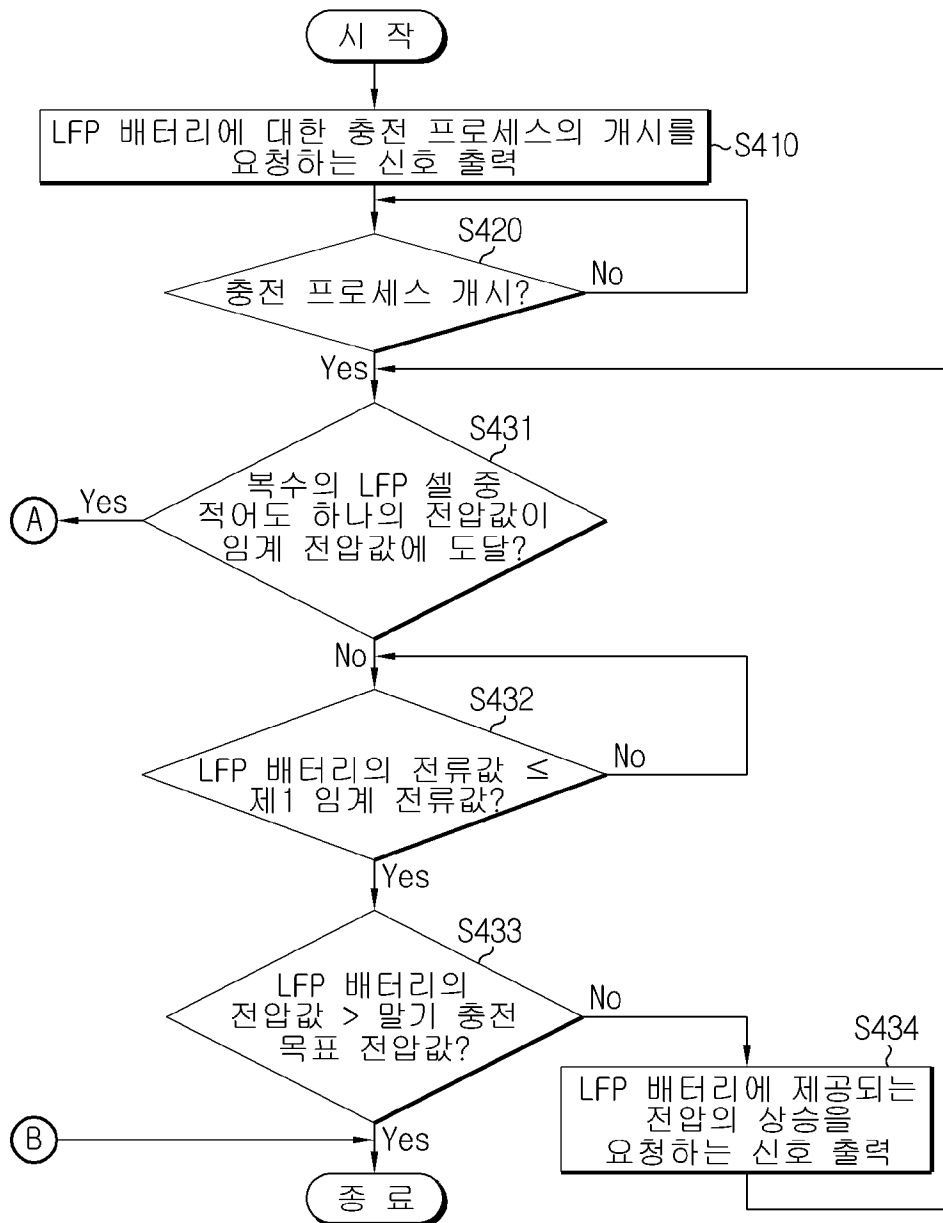 시 작
LFP 배터리에 대한 충전 프로세스의 개시를
요청하는 신호 출력
S410
S420
충전 프로세스 개시?
No
Yes
S431
복수의 LFP 셀 중
적어도 하나의 전압값이
임계 전압값에 도달?
Yes
A
No
S432
LFP 배터리의 전류값 ≤
제1 임계 전류값?
No
Yes
S433
LFP 배터리의
전압값 > 말기 충전
목표 전압값?
No
S434
LFP 배터리에 제공되는
전압의 상승을
요청하는 신호 출력
B
Yes
종 료